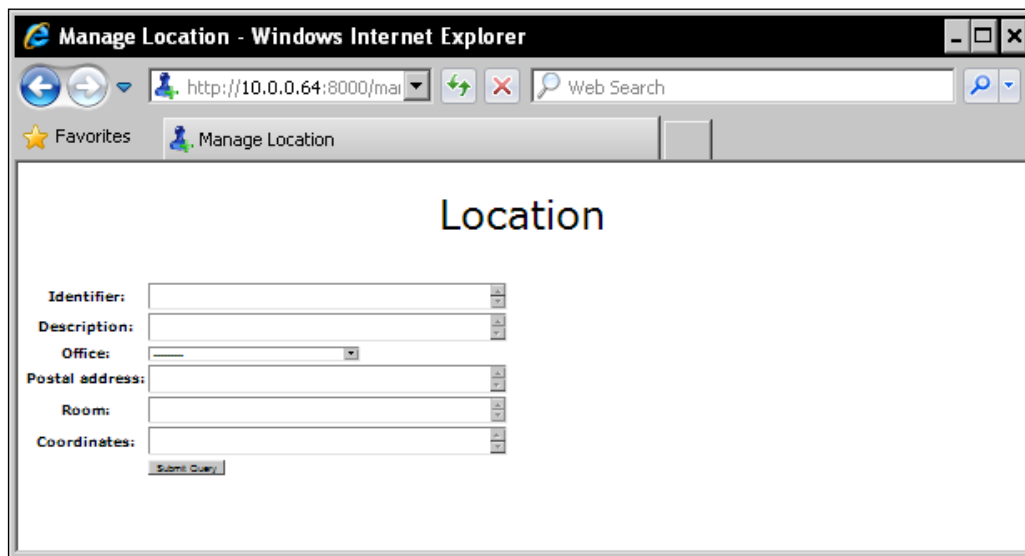 Manage Location - Windows Internet Explorer
http://10.0.0.64:8000/mai
Web Search
Favorites
Manage Location
Location
Identifier:
Description:
Office:
---------
Postal address:
Room:
Coordinates:
Submit Query